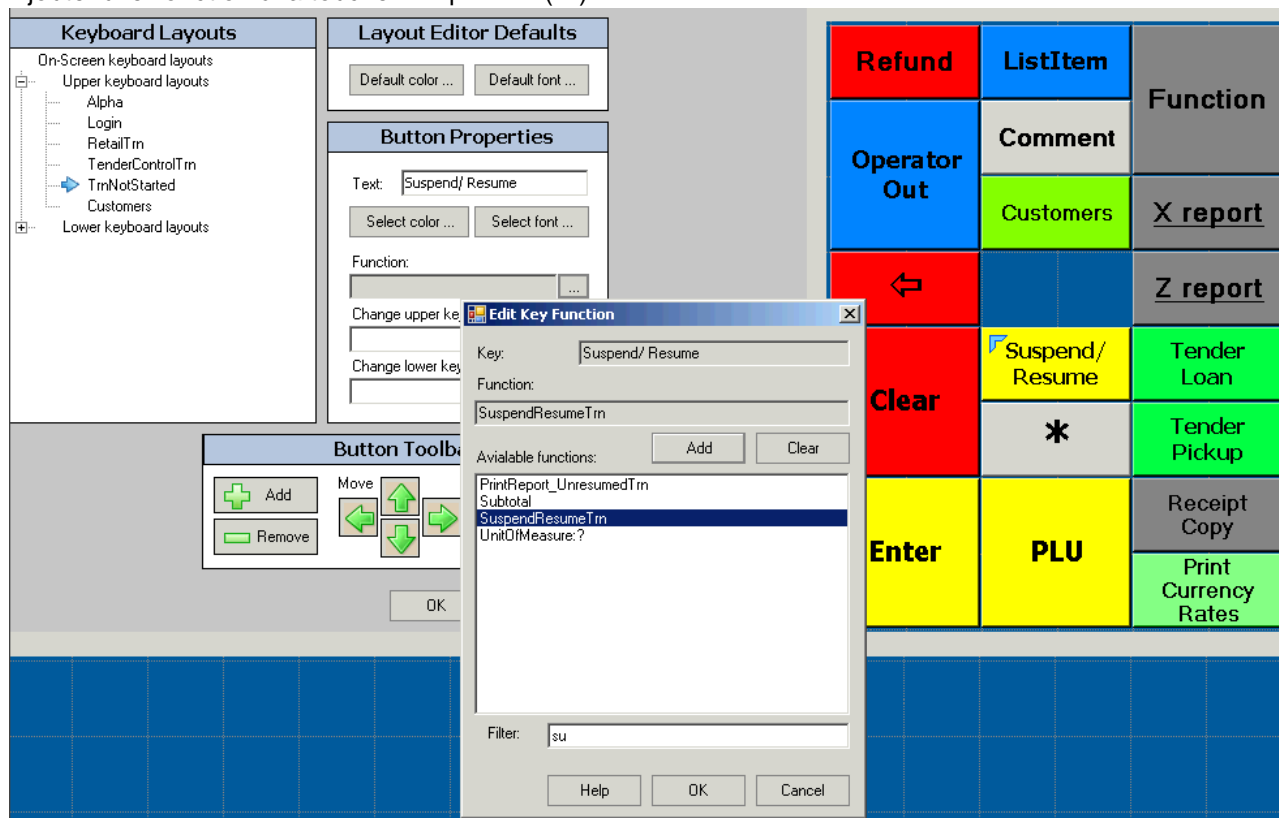 Keyboard Layouts
On-Screen keyboard layouts
Upper keyboard layouts
Alpha
Login
RetailTrn
TenderControlTrn
TrnNotStarted
Customers
Lower keyboard layouts
Layout Editor Defaults
Default color ...
Default font ...
Button Properties
Text:
Suspend/ Resume
Select color ...
Select font ...
Function:
...
Change upper ke
Change lower key
Button Toolba
Add
Remove
Move
OK
Edit Key Function
Key:
Suspend/ Resume
Function:
SuspendResumeTrn
Avialable functions:
Add
Clear
PrintReport_UnresumedTrn
Subtotal
SuspendResumeTrn
UnitOfMeasure:?
Filter:
su
Help
OK
Cancel
Refund
ListItem
Function
Operator
Out
Comment
Customers
X report
Z report
Clear
Suspend/
Resume
Tender
Loan
*
Tender
Pickup
Enter
PLU
Receipt
Copy
Print
Currency
Rates